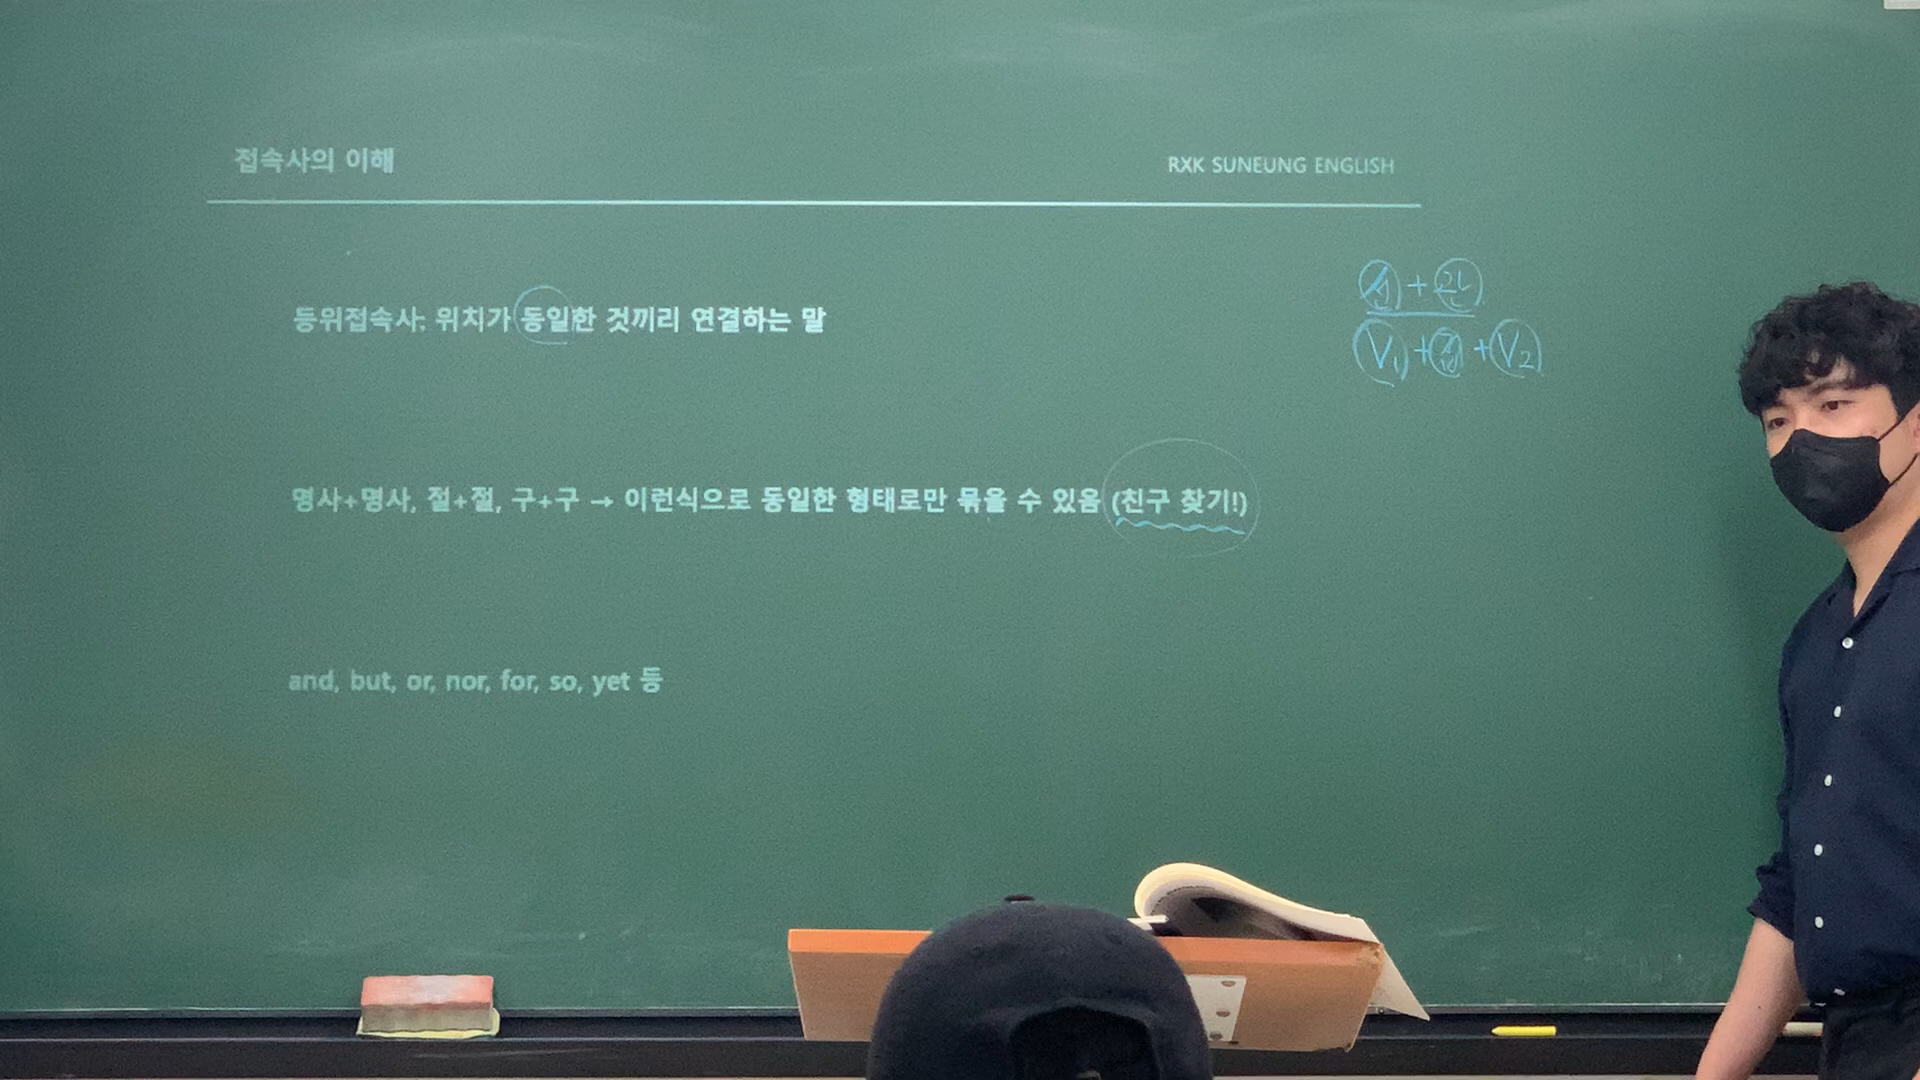 접속사의 이해
RXK SUNEUNG ENGLISH
등위접속사: 위치가 동일한 것끼리 연결하는 말
명사+명사, 절+절, 구+구 → 이런식으로 동일한 형태로만 묶을 수 있음 (친구 찾기!)
and, but, or, nor, for, so, yet 등
V₁ + 접 + V₂